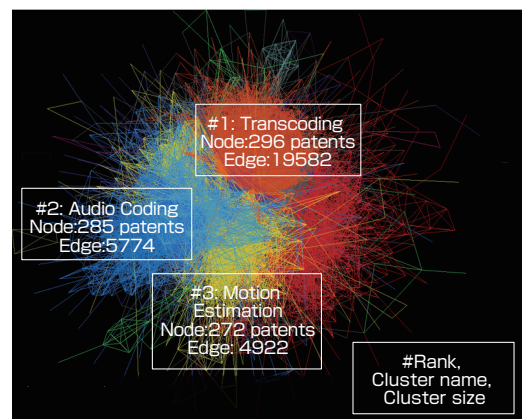 #1: Transcoding
Node:296 patents
Edge:19582
#2: Audio Coding
Node:285 patents
Edge:5774
#3: Motion
Estimation
Node:272 patents
Edge: 4922
#Rank,
Cluster name,
Cluster size